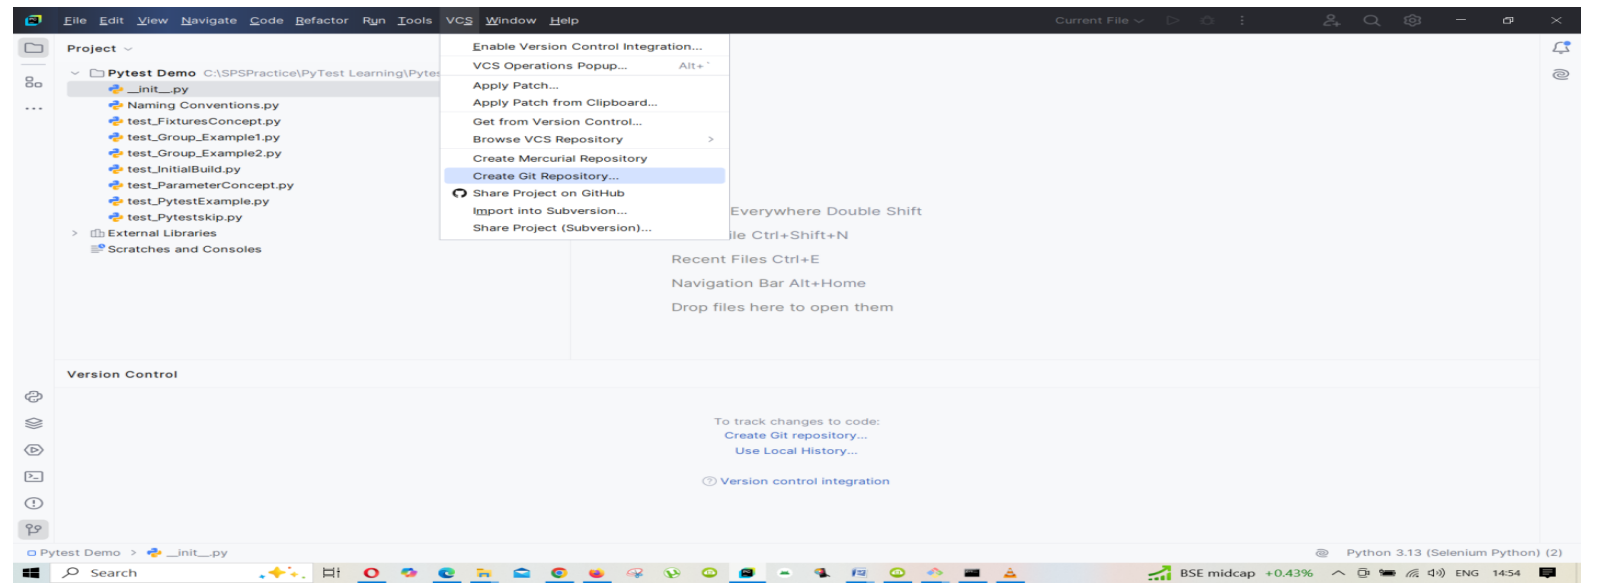 File Edit View Navigate Code Refactor Run Tools VCS Window Help Current File
Project
Enable Version Control Integration...
VCS Operations Popup... Alt+`
Apply Patch...
Apply Patch from Clipboard...
Get from Version Control...
Browse VCS Repository >
Create Mercurial Repository
Create Git Repository...
Share Project on GitHub
Import into Subversion...
Share Project (Subversion)...
Pytest Demo C:\SPSPractice\PyTest Learning\Pytes
__init__.py
Naming Conventions.py
test_FixturesConcept.py
test_Group_Example1.py
test_Group_Example2.py
test_InitialBuild.py
test_ParameterConcept.py
test_PytestExample.py
test_Pytestskip.py
External Libraries
Scratches and Consoles
Everywhere Double Shift
ile Ctrl+Shift+N
Recent Files Ctrl+E
Navigation Bar Alt+Home
Drop files here to open them
Version Control
To track changes to code:
Create Git repository...
Use Local History...
Version control integration
Pytest Demo > __init__.py Python 3.13 (Selenium Python) (2)
Search BSE midcap +0.43% ENG 14:54